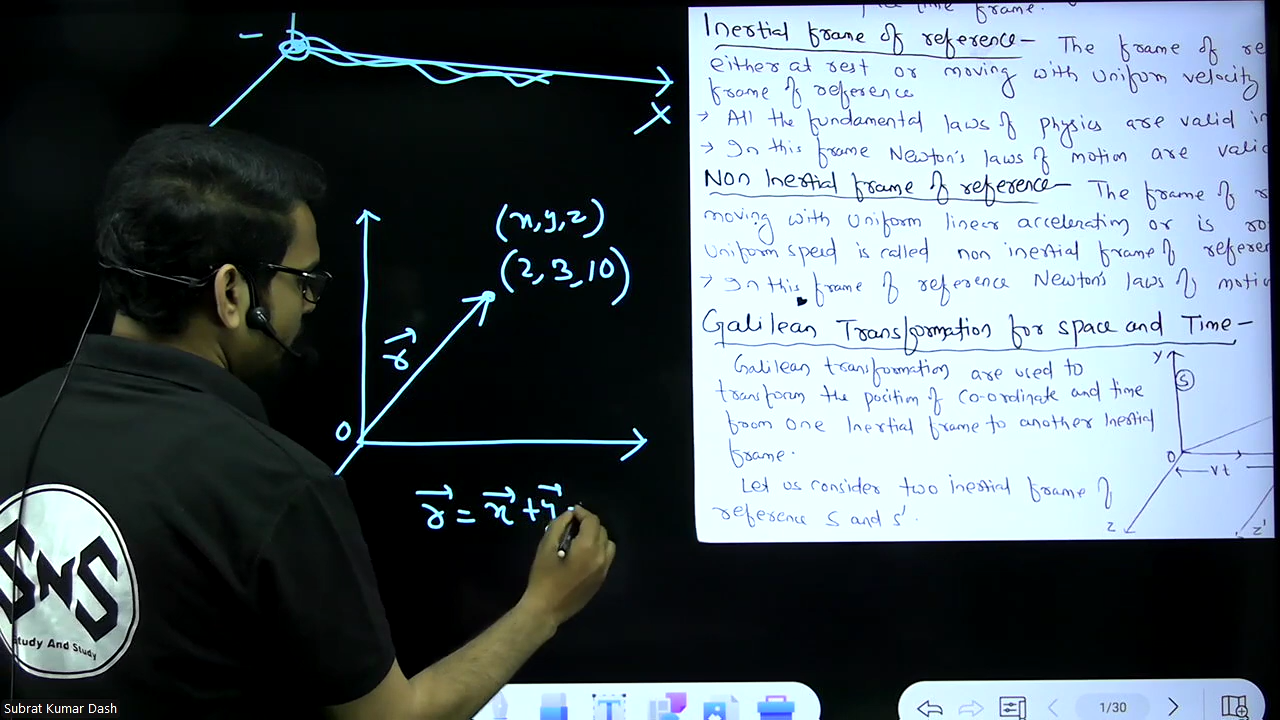 X
(x, y, z)
(2, 3, 10)
r
O
r = x + y
frame.
Inertial frame of reference - The frame of re
either at rest or moving with uniform velocity
frame of reference
→ All the fundamental laws of physics are valid in
→ In this frame Newton's laws of motion are valid
Non Inertial frame of reference - The frame of r
moving with uniform linear acceleration or is ro
uniform speed is called non inertial frame of referen
→ In this frame of reference Newton's laws of motio
Galilean Transformation for space and Time -
Galilean transformation are used to
transform the position of co-ordinate and time
from one Inertial frame to another Inertial
frame.
Let us consider two inertial frame of
reference S and S'.
Y
S
O
vt
Z
Z'
SNS
Study And Study
Subrat Kumar Dash
1/30